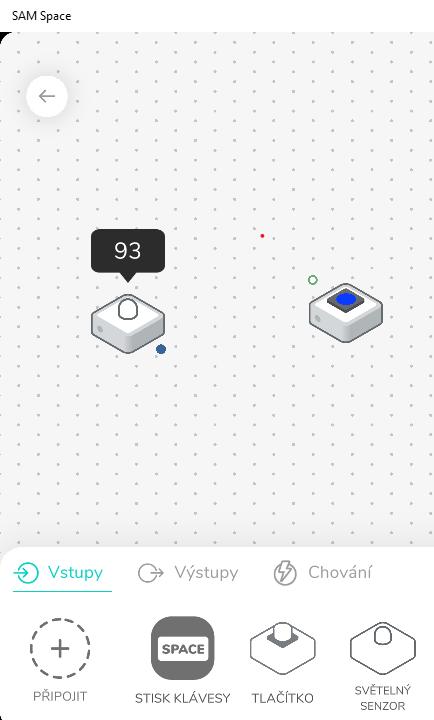 SAM Space
93
Vstupy
Výstupy
Chování
SPACE
PŘIPOJIT
STISK KLÁVESY
TLAČÍTKO
SVĚTELNÝ
SENZOR